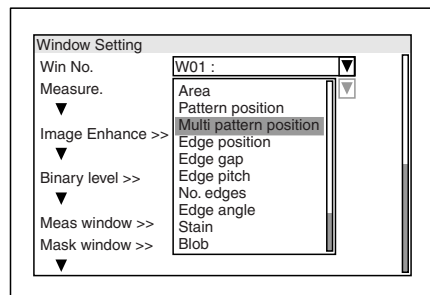 Window Setting
Win No.
W01 :
Measure.
Area
Pattern position
Multi pattern position
Edge position
Edge gap
Edge pitch
No. edges
Edge angle
Stain
Blob
Image Enhance >>
Binary level >>
Meas window >>
Mask window >>